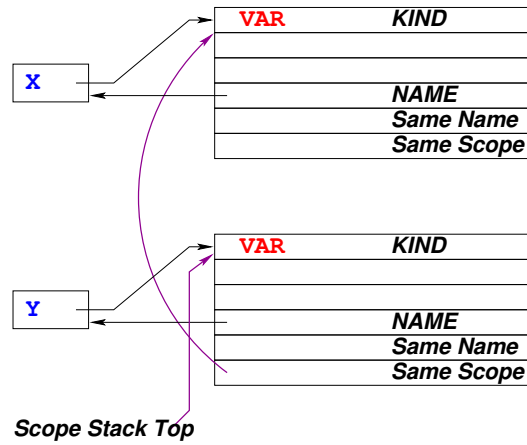 VAR KIND
X
NAME
Same Name
Same Scope
VAR KIND
Y
NAME
Same Name
Same Scope
Scope Stack Top